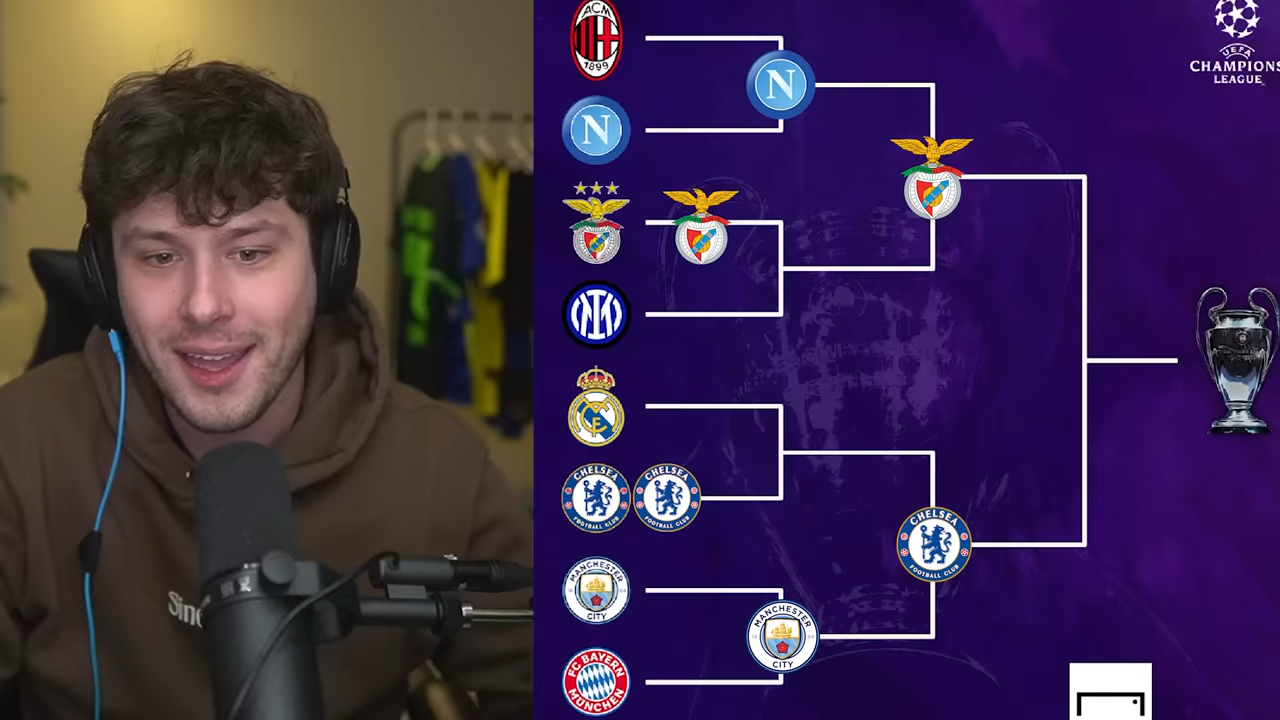 ACM
1899
N
N
UEFA
CHAMPIONS
LEAGUE
CHELSEA
FOOTBALL CLUB
CHELSEA
FOOTBALL CLUB
CHELSEA
FOOTBALL CLUB
MANCHESTER
CITY
MANCHESTER
CITY
FC BAYERN
MÜNCHEN
Sinc